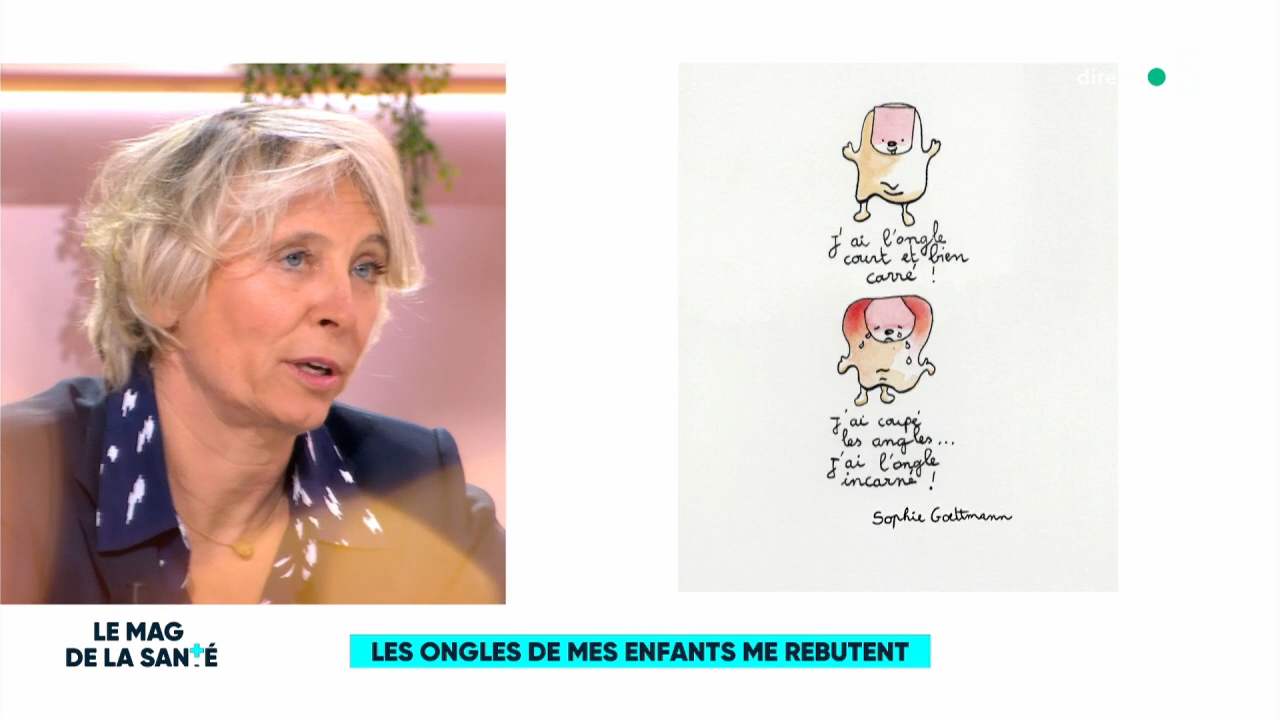 dire
j'ai l'ongle
court et bien
carré !
j'ai coupé
les angles...
j'ai l'ongle
incarné !
Sophie Goettmann
LE MAG
DE LA SANTÉ
LES ONGLES DE MES ENFANTS ME REBUTENT